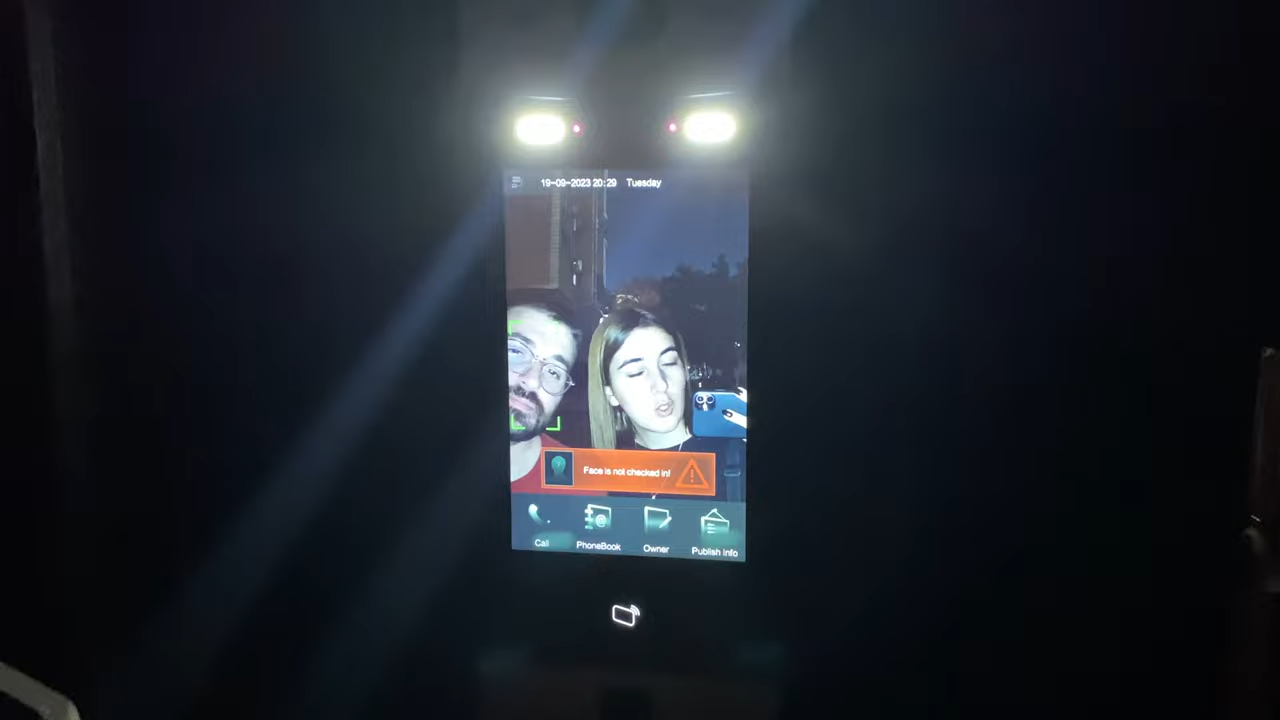 19-09-2023 20:29 Tuesday
Face is not checked in!
Call
PhoneBook
Owner
Publish Info